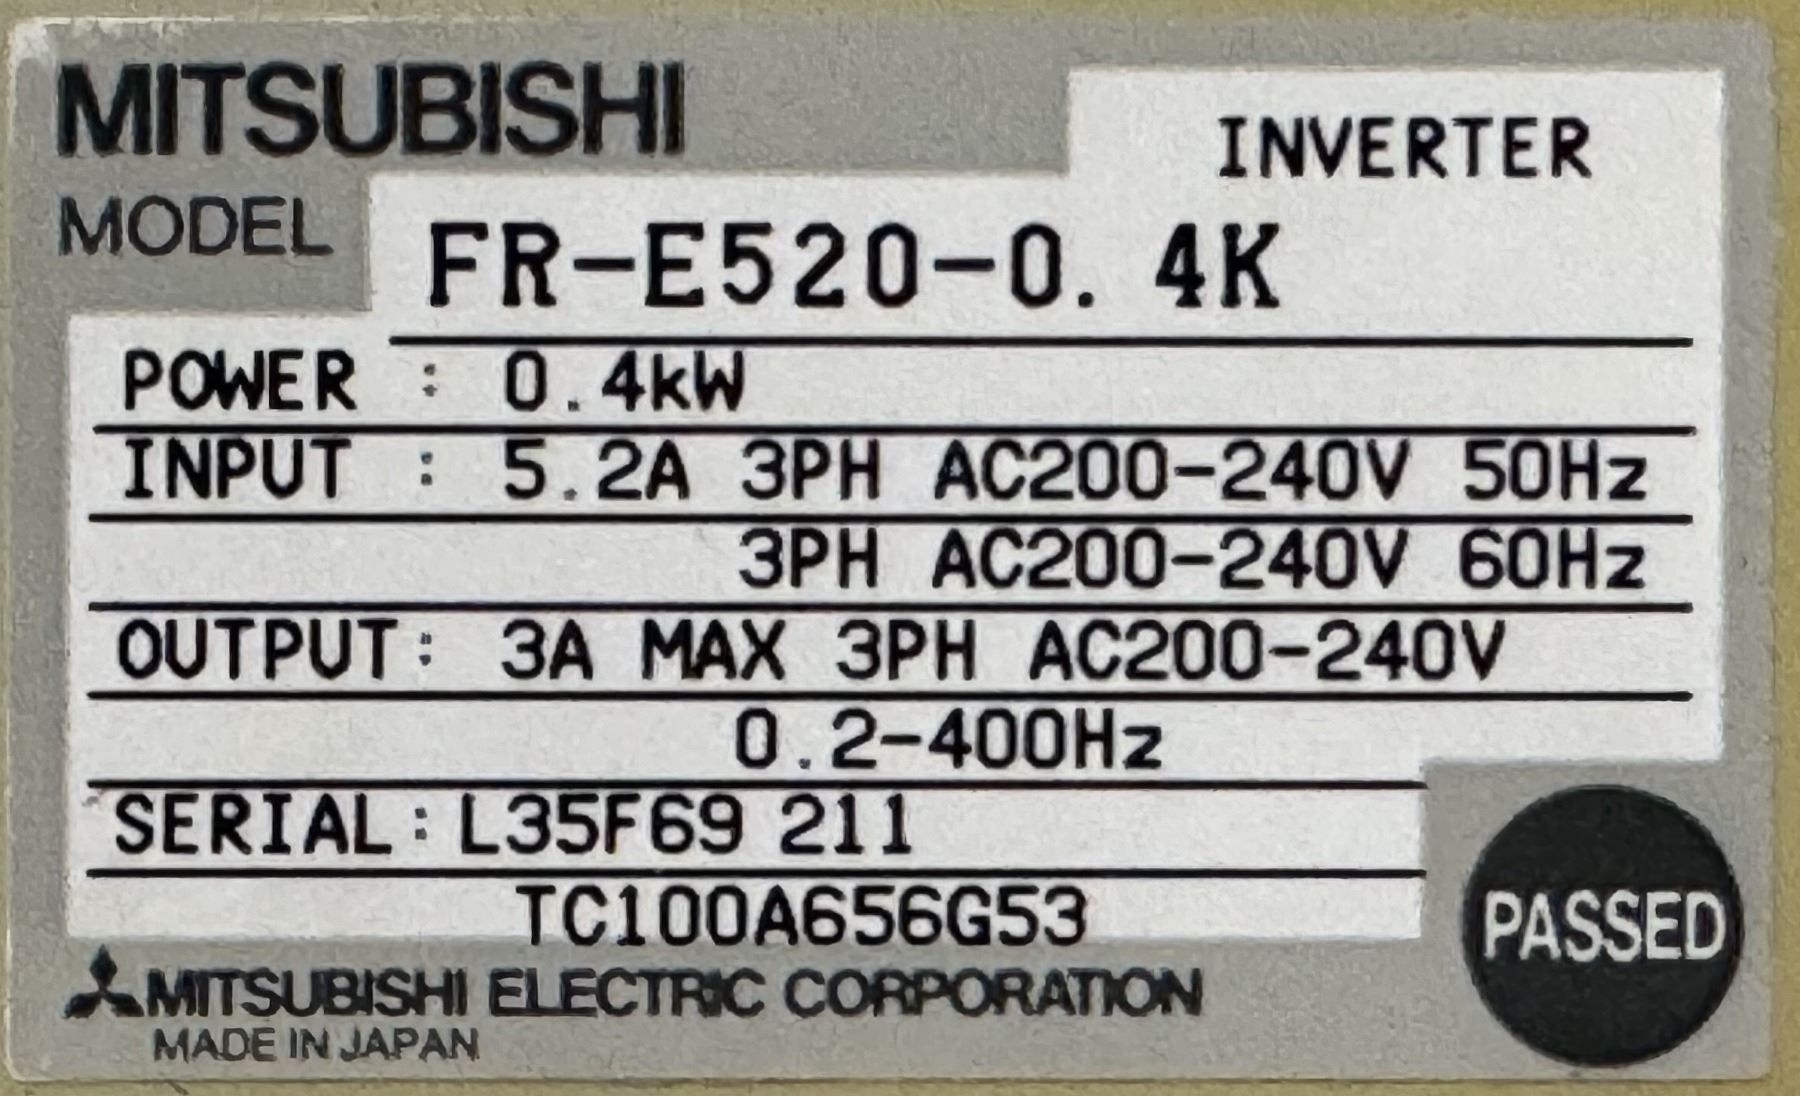 MITSUBISHI
INVERTER
MODEL FR-E520-0.4K
POWER : 0.4kW
INPUT : 5.2A 3PH AC200-240V 50Hz
3PH AC200-240V 60Hz
OUTPUT: 3A MAX 3PH AC200-240V
0.2-400Hz
SERIAL: L35F69 211
TC100A656G53
PASSED
MITSUBISHI ELECTRIC CORPORATION
MADE IN JAPAN